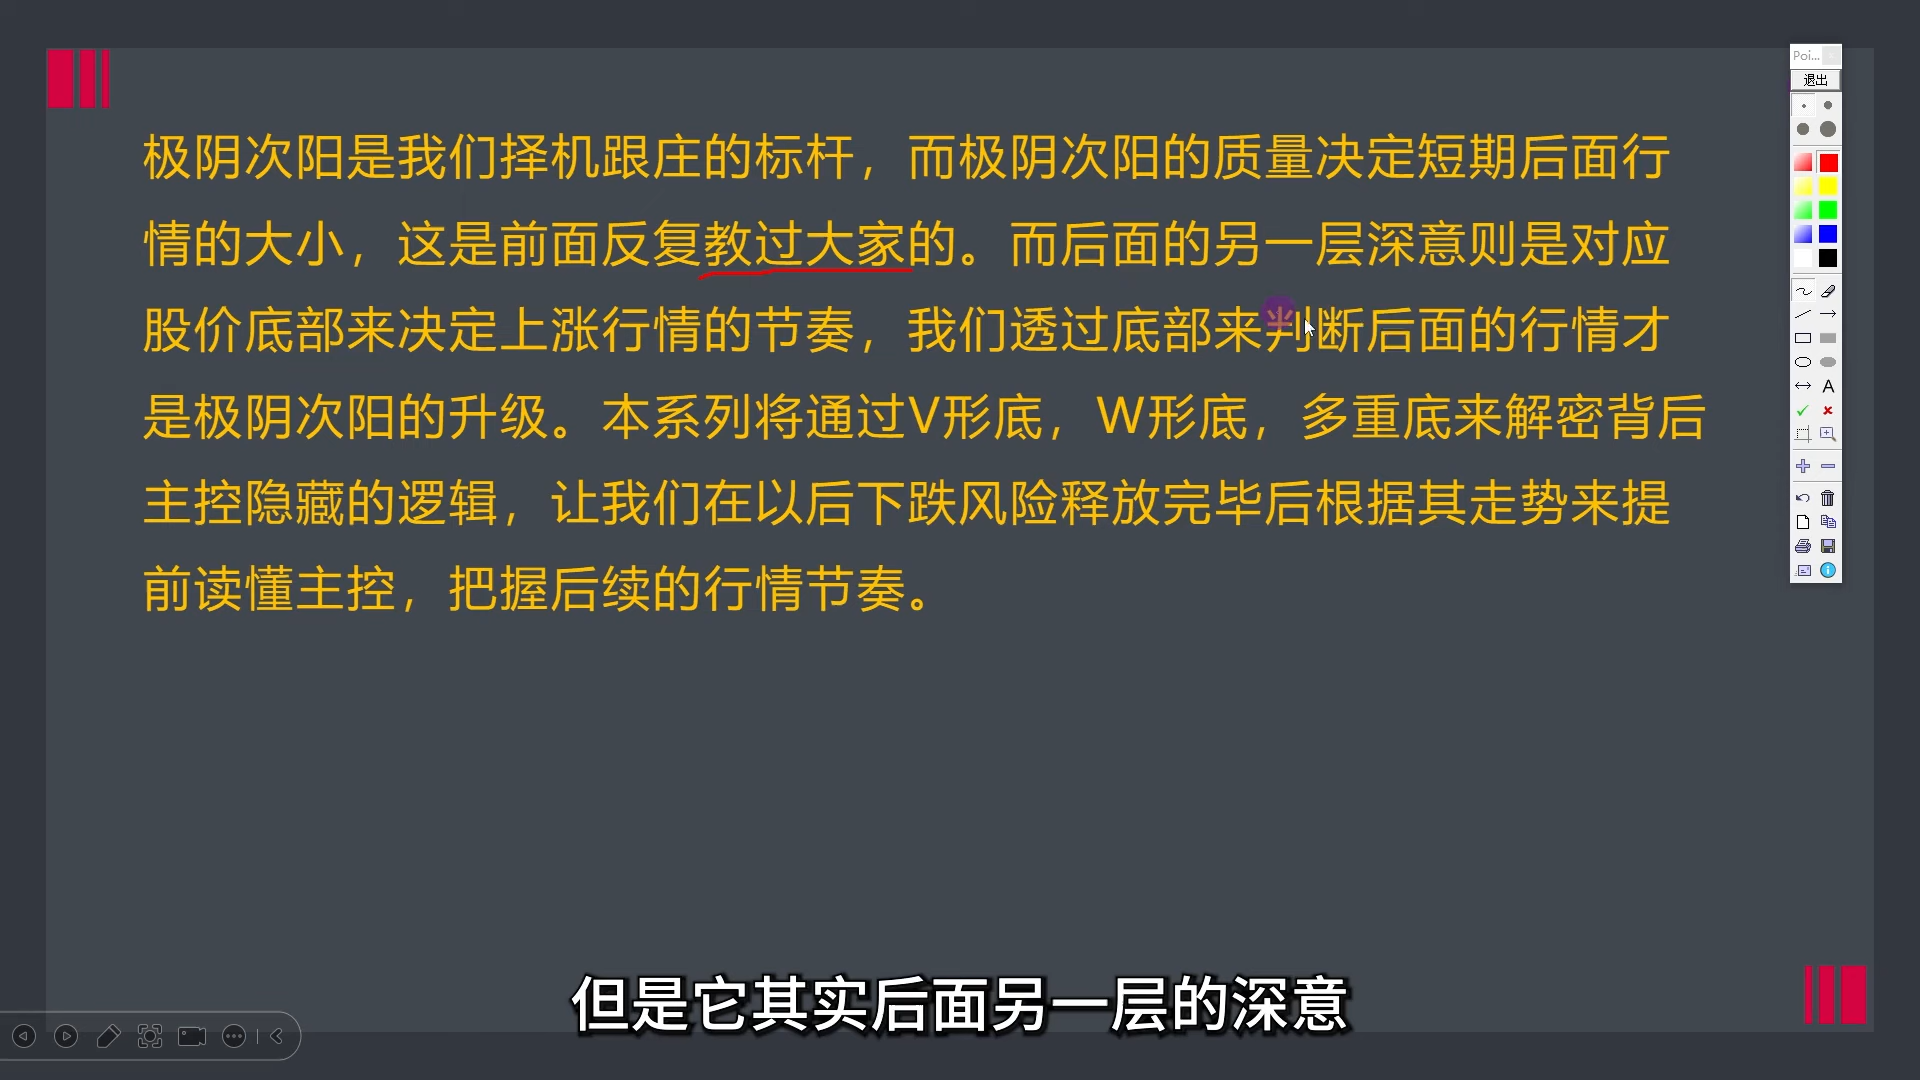 极阴次阳是我们择机跟庄的标杆，而极阴次阳的质量决定短期后面行
情的大小，这是前面反复教过大家的。而后面的另一层深意则是对应
股价底部来决定上涨行情的节奏，我们透过底部来判断后面的行情才
是极阴次阳的升级。本系列将通过V形底，W形底，多重底来解密背后
主控隐藏的逻辑，让我们在以后下跌风险释放完毕后根据其走势来提
前读懂主控，把握后续的行情节奏。
但是它其实后面另一层的深意
Poi...
退出
A